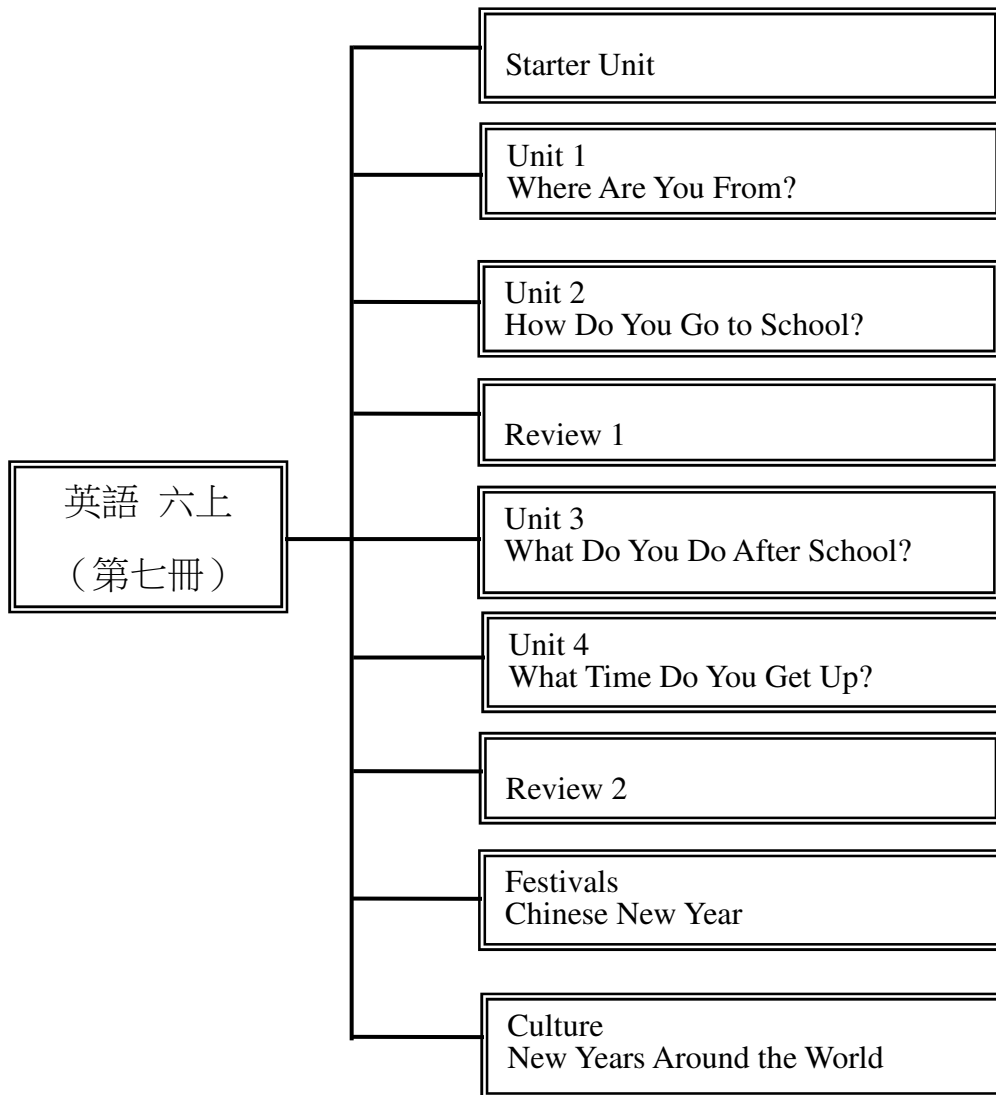 英語 六上
（第七冊）
Starter Unit
Unit 1
Where Are You From?
Unit 2
How Do You Go to School?
Review 1
Unit 3
What Do You Do After School?
Unit 4
What Time Do You Get Up?
Review 2
Festivals
Chinese New Year
Culture
New Years Around the World